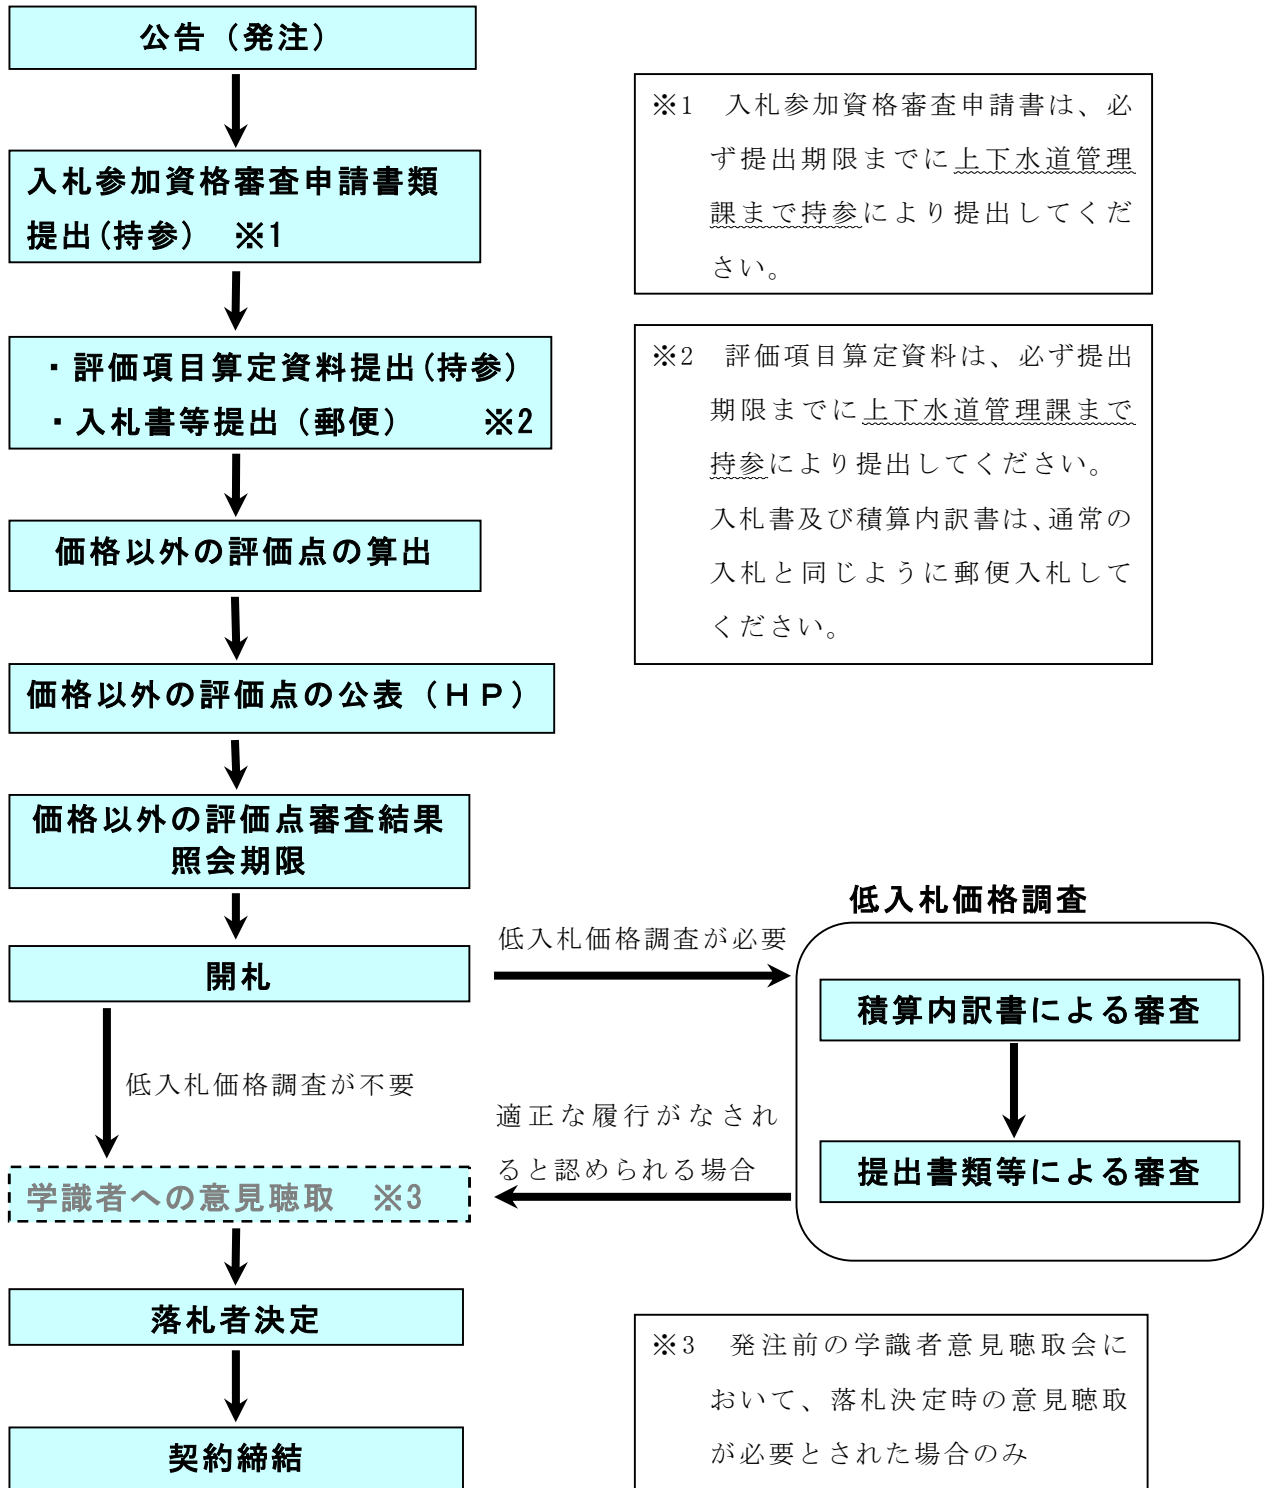 公告（発注）
入札参加資格審査申請書類
提出(持参)　※1
・評価項目算定資料提出(持参)
・入札書等提出（郵便）　　※2
価格以外の評価点の算出
価格以外の評価点の公表（ＨＰ）
価格以外の評価点審査結果
照会期限
開札
低入札価格調査が不要
学識者への意見聴取　※3
落札者決定
契約締結
※1　入札参加資格審査申請書は、必
ず提出期限までに上下水道管理
課まで持参により提出してくだ
さい。
※2　評価項目算定資料は、必ず提出
期限までに上下水道管理課まで
持参により提出してください。
入札書及び積算内訳書は、通常の
入札と同じように郵便入札して
ください。
低入札価格調査が必要
低入札価格調査
積算内訳書による審査
提出書類等による審査
適正な履行がなされ
ると認められる場合
※3　発注前の学識者意見聴取会に
おいて、落札決定時の意見聴取
が必要とされた場合のみ